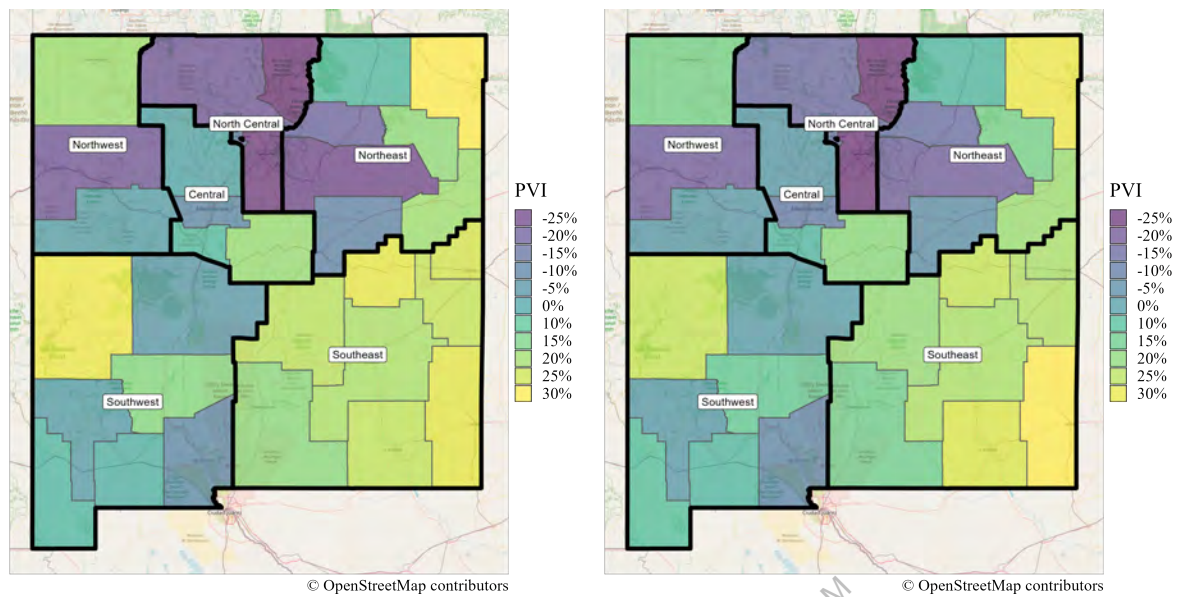 North Central
Northwest
Northeast
Central
Southeast
Southwest
PVI
-25%
-20%
-15%
-10%
-5%
0%
10%
15%
20%
25%
30%
© OpenStreetMap contributors
North Central
Northwest
Northeast
Central
Southeast
Southwest
PVI
-25%
-20%
-15%
-10%
-5%
0%
10%
15%
20%
25%
30%
M
© OpenStreetMap contributors